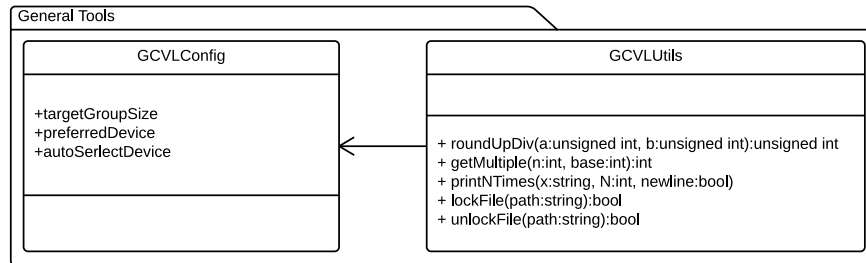 General Tools
GCVLConfig
+targetGroupSize
+preferredDevice
+autoSerlectDevice
GCVLUtils
+ roundUpDiv(a:unsigned int, b:unsigned int):unsigned int
+ getMultiple(n:int, base:int):int
+ printNTimes(x:string, N:int, newline:bool)
+ lockFile(path:string):bool
+ unlockFile(path:string):bool